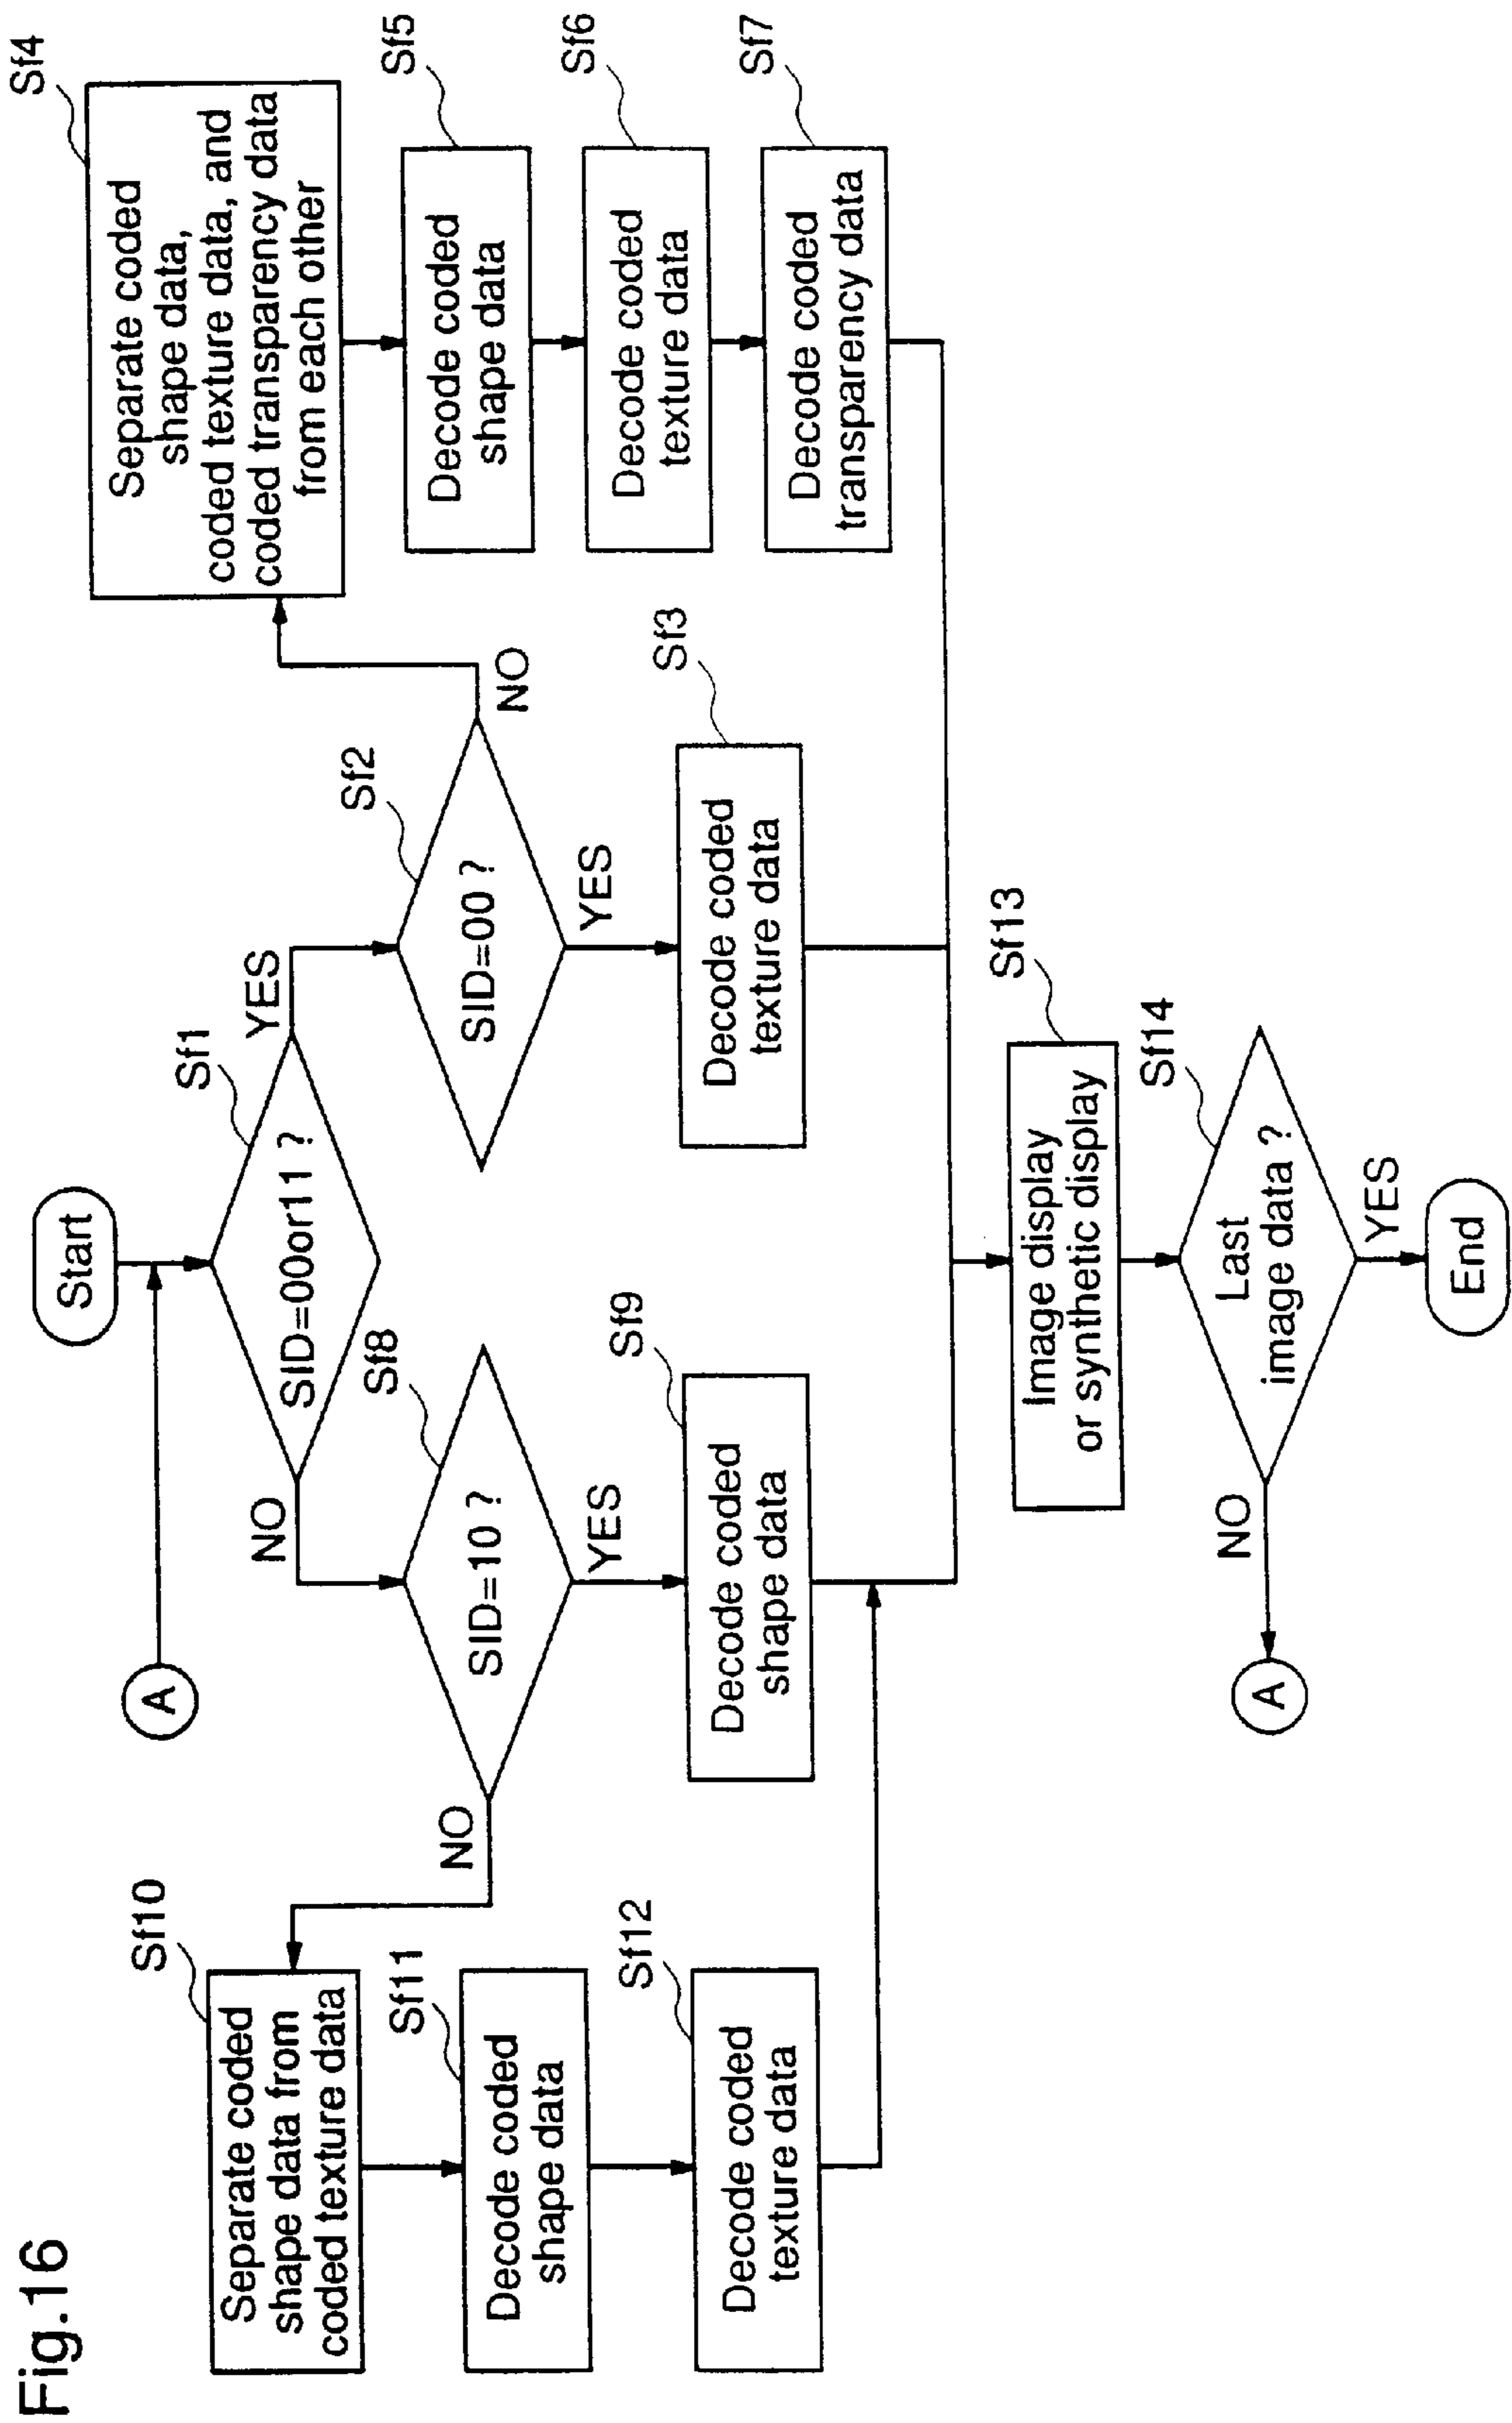 Fig.16
Start
A
Sf1
SID=00or11 ?
YES
NO
Sf2
SID=00 ?
NO
YES
Sf3
Decode coded
texture data
Sf4
Separate coded
shape data,
coded texture data, and
coded transparency data
from each other
Sf5
Decode coded
shape data
Sf6
Decode coded
texture data
Sf7
Decode coded
transparency data
Sf8
SID=10 ?
NO
YES
Sf9
Decode coded
shape data
Sf10
Separate coded
shape data from
coded texture data
Sf11
Decode coded
shape data
Sf12
Decode coded
texture data
Sf13
Image display
or synthetic display
Sf14
Last
image data ?
NO
A
YES
End